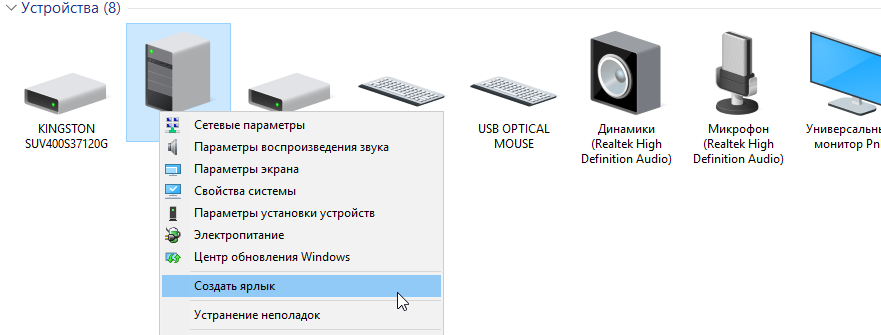 Устройства (8)
KINGSTON
SUV400S37120G
USB OPTICAL
MOUSE
Динамики
(Realtek High
Definition Audio)
Микрофон
(Realtek High
Definition Audio)
Универсальны
монитор Pn
Сетевые параметры
Параметры воспроизведения звука
Параметры экрана
Свойства системы
Параметры установки устройств
Электропитание
Центр обновления Windows
Создать ярлык
Устранение неполадок